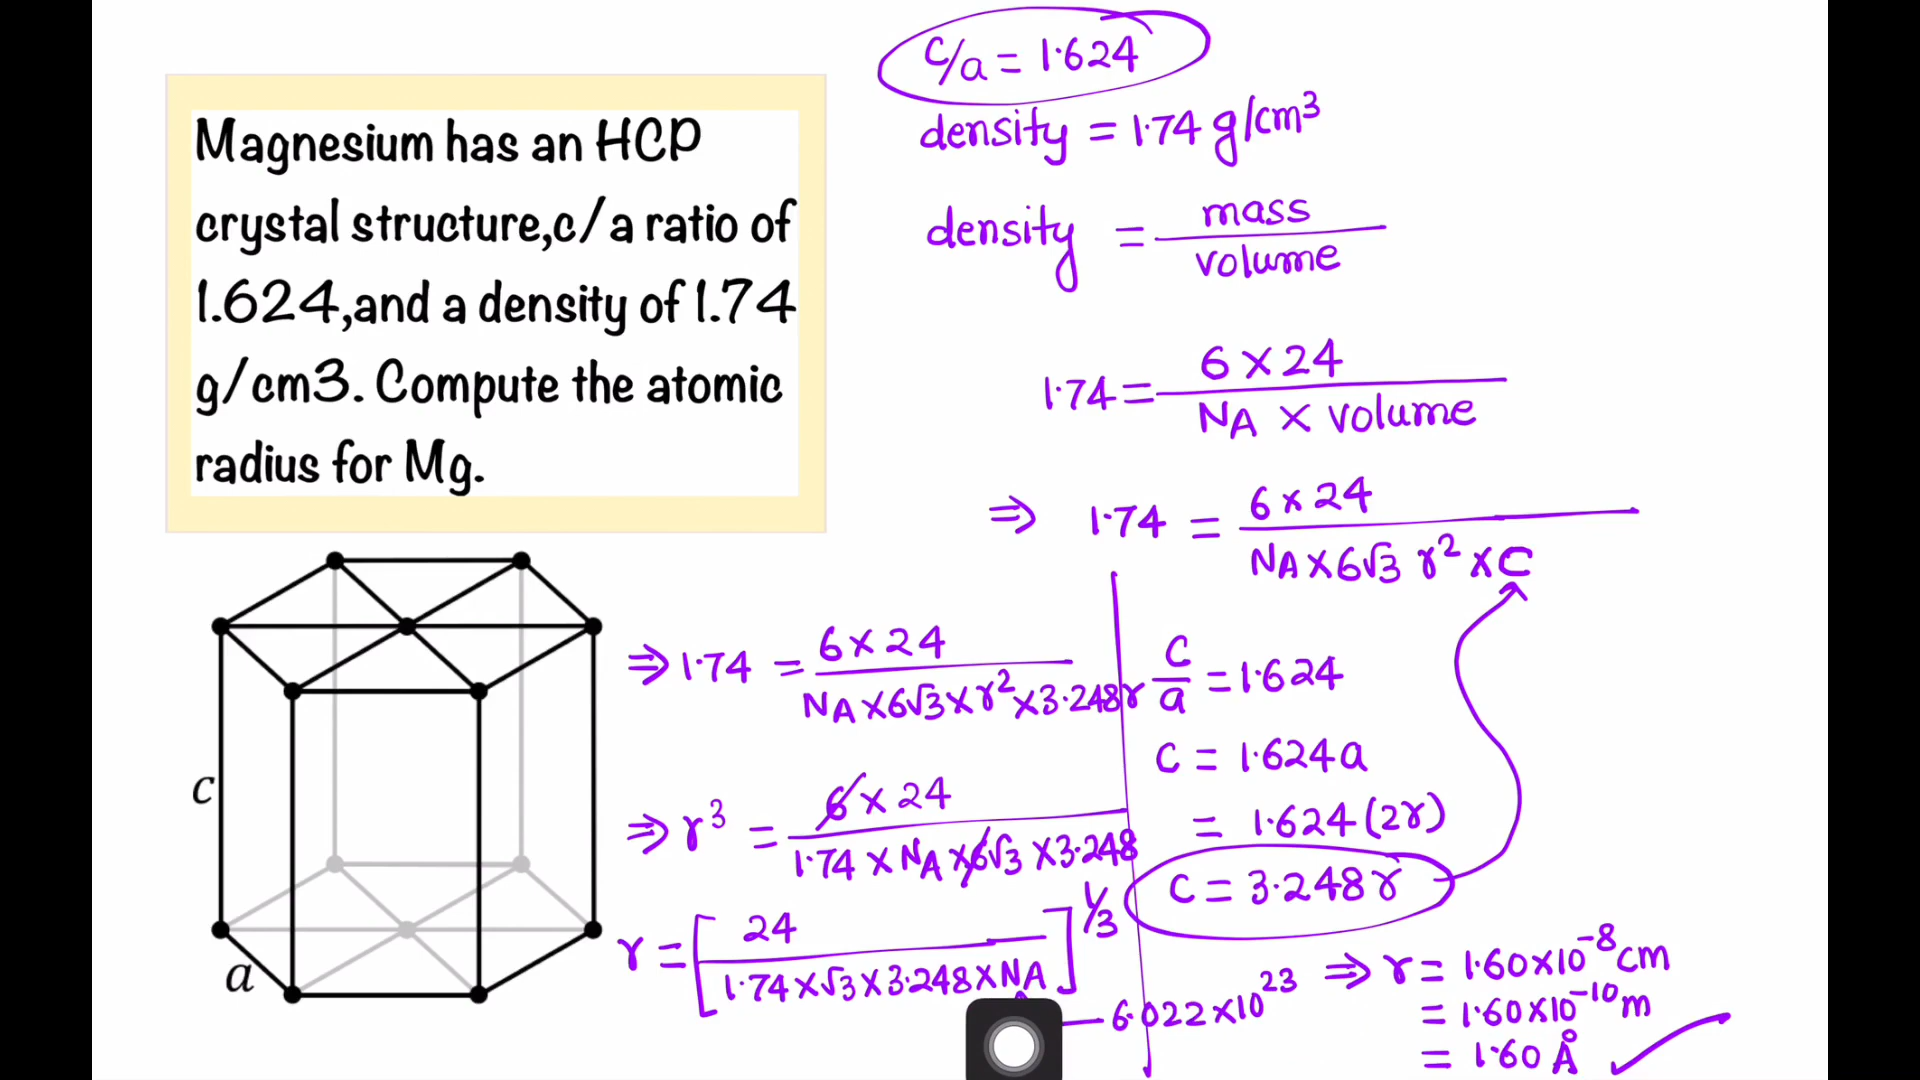 Magnesium has an HCP
crystal structure,c/a ratio of
1.624,and a density of 1.74
g/cm3. Compute the atomic
radius for Mg.
c
a
c/a = 1.624
density = 1.74 g/cm³
density = mass / volume
1.74 = 6 × 24 / NA × volume
⇒ 1.74 = 6 × 24 / NA × 6√3 r² × C
⇒ 1.74 = 6 × 24 / NA × 6√3 × r² × 3.248r
⇒ r³ = 6 × 24 / 1.74 × NA × 6√3 × 3.248
r = [24 / 1.74 × √3 × 3.248 × NA]^1/3
6.022 × 10²³
C/a = 1.624
C = 1.624a
= 1.624 (2r)
C = 3.248r
⇒ r = 1.60 × 10⁻⁸ cm
= 1.60 × 10⁻¹⁰ m
= 1.60 Å